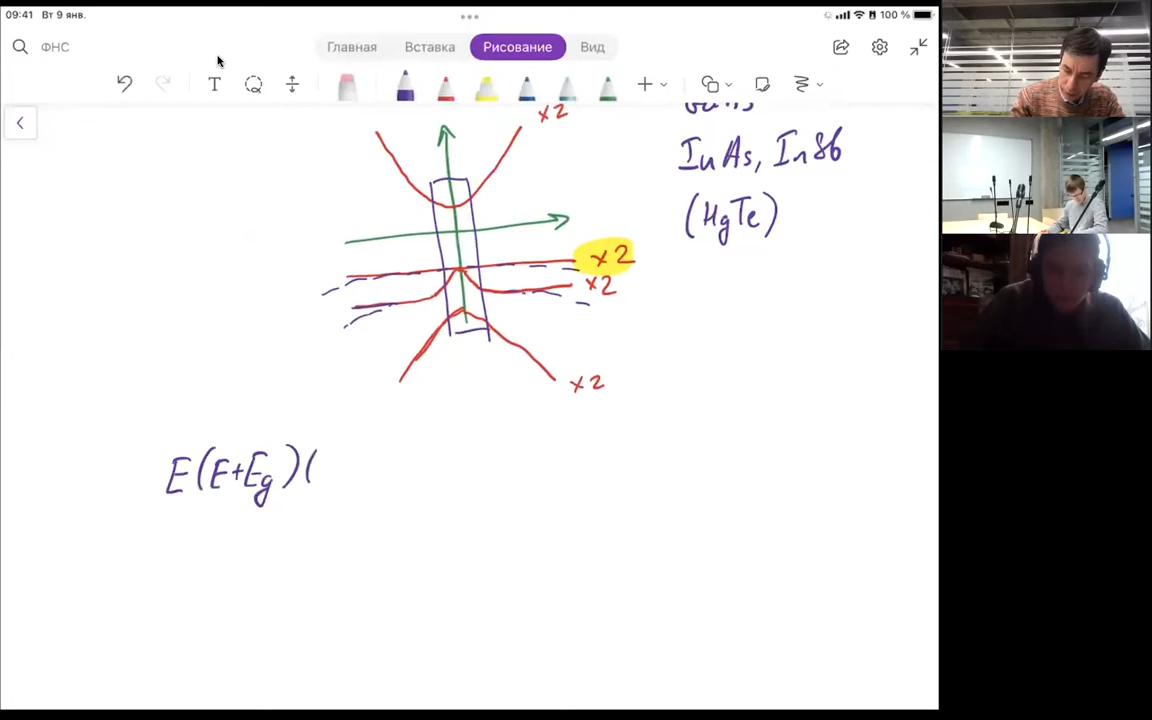 09:41 Вт 9 янв. 100 %
ФНС Главная Вставка Рисование Вид
T
x2
InAs, InSb
(HgTe)
x2
x2
x2
E(E+Eg)(